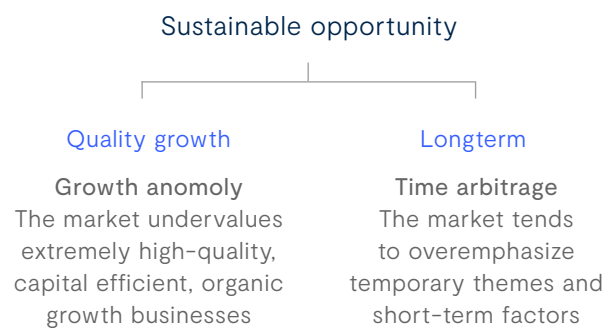 Sustainable opportunity
Quality growth
Growth anomoly
The market undervalues
extremely high-quality,
capital efficient, organic
growth businesses
Longterm
Time arbitrage
The market tends
to overemphasize
temporary themes and
short-term factors